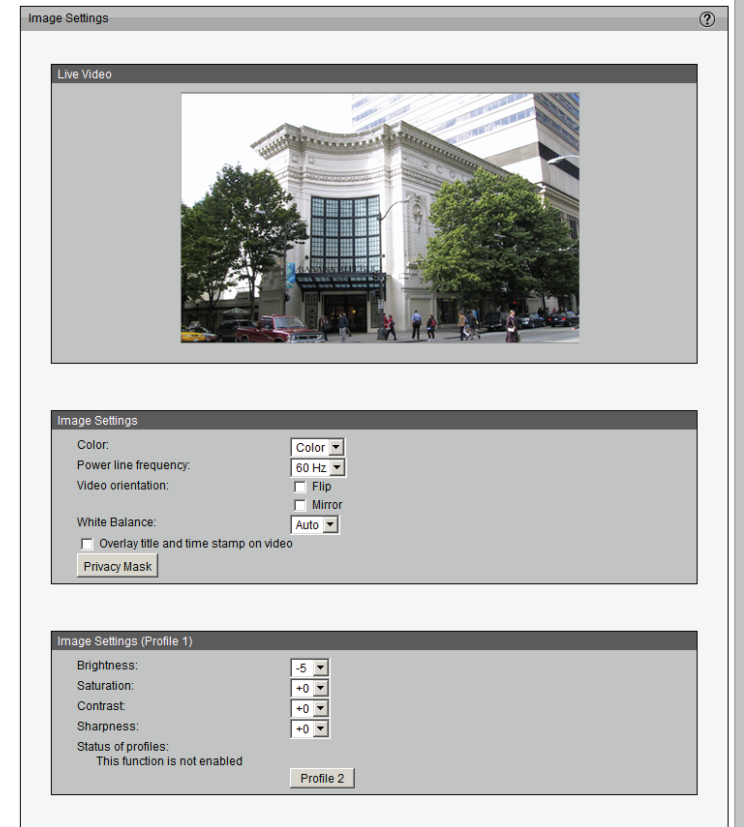 Image Settings ?
Live Video
BANANA REPUBLIC
Image Settings
Color: Color
Power line frequency: 60 Hz
Video orientation: Flip
Mirror
White Balance: Auto
Overlay title and time stamp on video
Privacy Mask
Image Settings (Profile 1)
Brightness: -5
Saturation: +0
Contrast: +0
Sharpness: +0
Status of profiles:
This function is not enabled
Profile 2